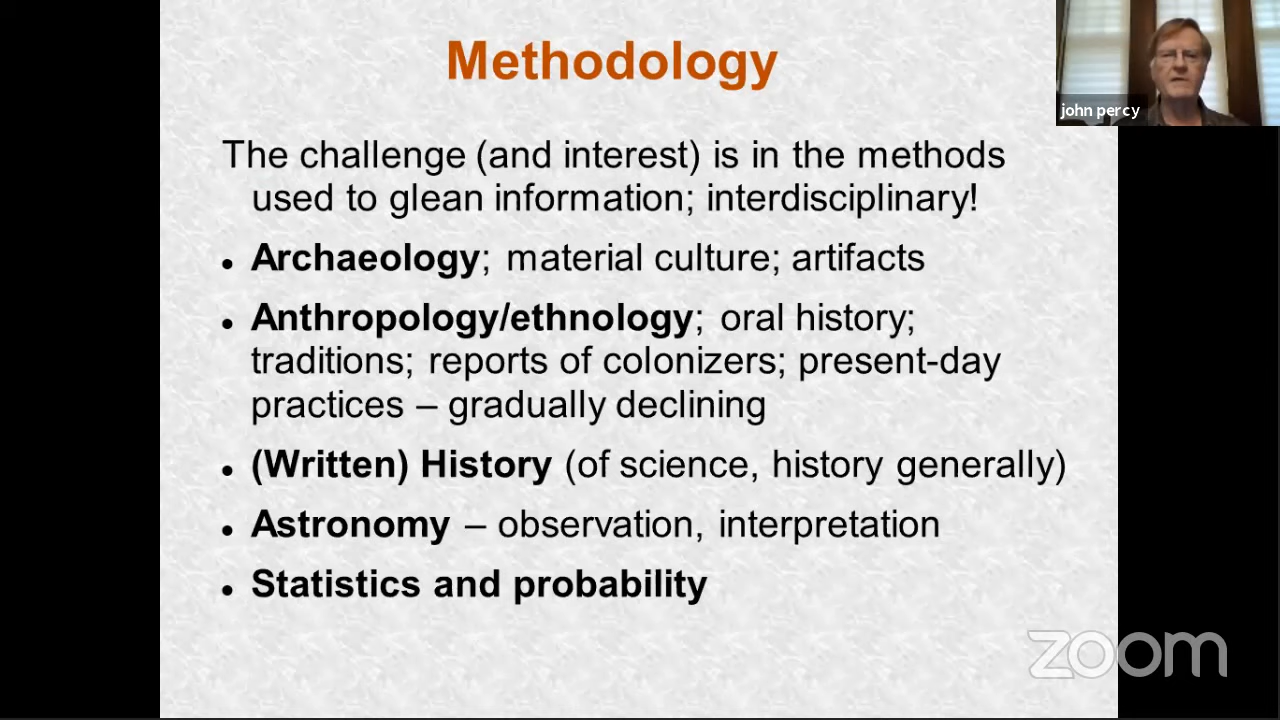 Methodology
john percy
The challenge (and interest) is in the methods
used to glean information; interdisciplinary!
• Archaeology; material culture; artifacts
• Anthropology/ethnology; oral history;
traditions; reports of colonizers; present-day
practices – gradually declining
• (Written) History (of science, history generally)
• Astronomy – observation, interpretation
• Statistics and probability
zoom